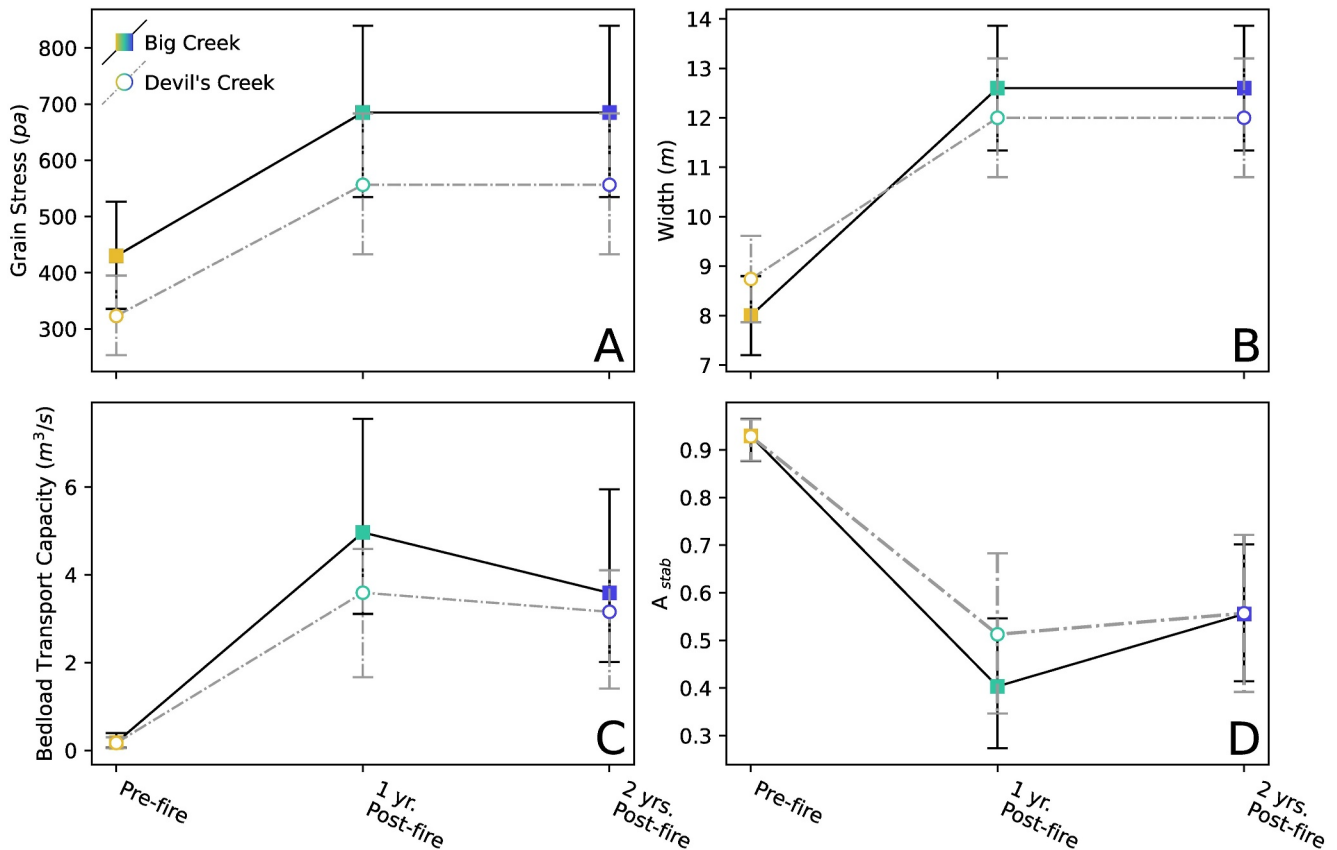 Big Creek
Devil's Creek
Grain Stress (pa)
800
700
600
500
400
300
A
Width (m)
14
13
12
11
10
9
8
7
B
Bedload Transport Capacity (m³/s)
6
4
2
0
C
Pre-fire
1 yr.
Post-fire
2 yrs.
Post-fire
A stab
0.9
0.8
0.7
0.6
0.5
0.4
0.3
D
Pre-fire
1 yr.
Post-fire
2 yrs.
Post-fire